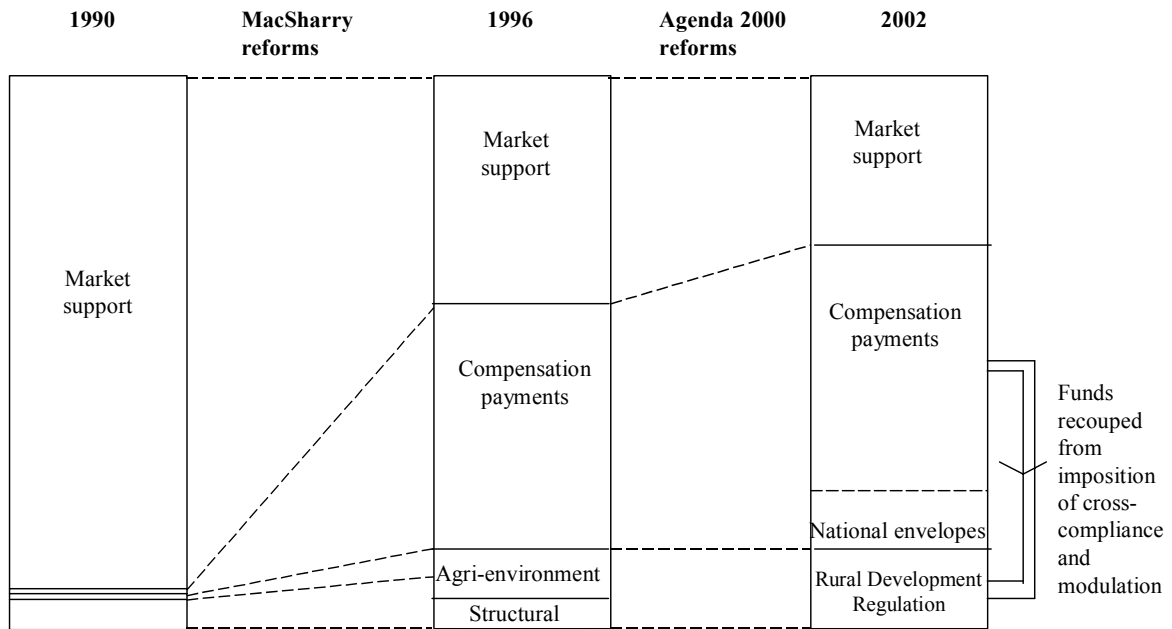 1990
MacSharry
reforms
1996
Agenda 2000
reforms
2002
Market
support
Market
support
Compensation
payments
Agri-environment
Structural
Market
support
Compensation
payments
National envelopes
Rural Development
Regulation
Funds
recouped
from
imposition
of cross-
compliance
and
modulation